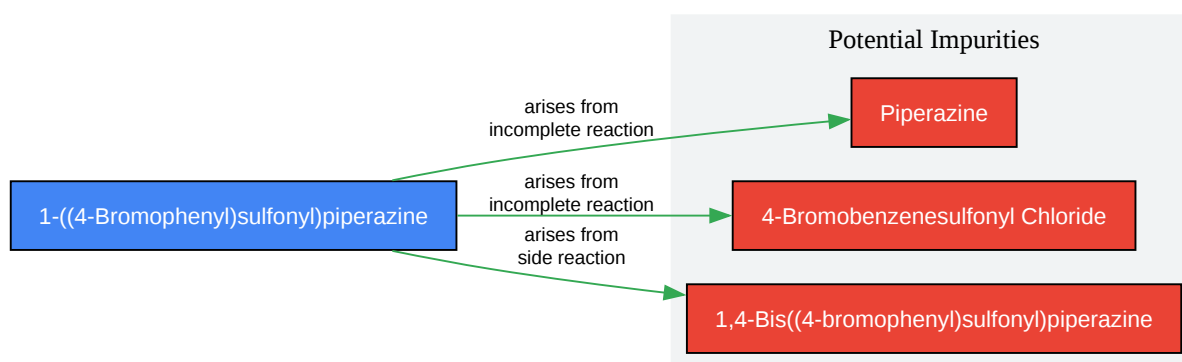 Potential Impurities
arises from
incomplete reaction
Piperazine
1-((4-Bromophenyl)sulfonyl)piperazine
arises from
incomplete reaction
4-Bromobenzenesulfonyl Chloride
arises from
side reaction
1,4-Bis((4-bromophenyl)sulfonyl)piperazine